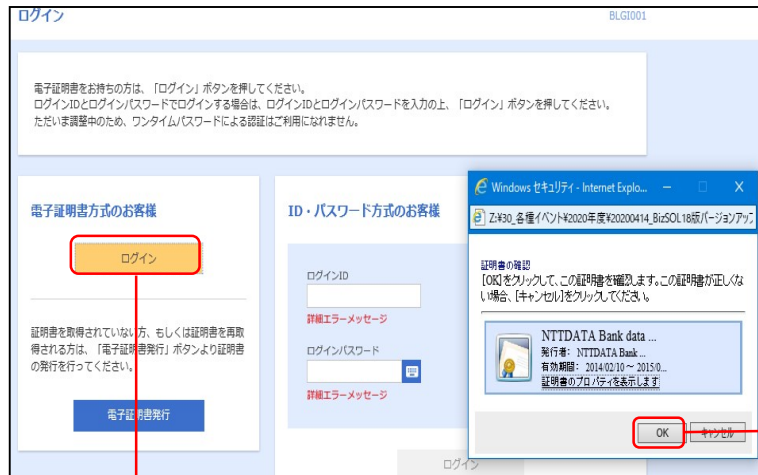 ログイン
BLGI001
電子証明書をお持ちの方は、「ログイン」ボタンを押してください。
ログインIDとログインパスワードでログインする場合は、ログインIDとログインパスワードを入力の上、「ログイン」ボタンを押してください。
ただいま調整中のため、ワンタイムパスワードによる認証はご利用になれません。
電子証明書方式のお客様
ログイン
証明書を取得されていない方、もしくは証明書を再取
得される方は、「電子証明書発行」ボタンより証明書
の発行を行ってください。
電子証明書発行
ID・パスワード方式のお客様
ログインID
詳細エラーメッセージ
ログインパスワード
詳細エラーメッセージ
ログイン
Windows セキュリティ - Internet Explo...
Z:¥30_各種イベント¥2020年度¥20200414_BizSOL18版バージョンアップ
証明書の確認
[OK]をクリックして、この証明書を確認します。この証明書が正しくな
い場合、[キャンセル]をクリックしてください。
NTTDATA Bank data ...
発行者: NTTDATA Bank ...
有効期間: 2014/02/10 ～ 2015/0...
証明書のプロパティを表示します
OK
キャンセル